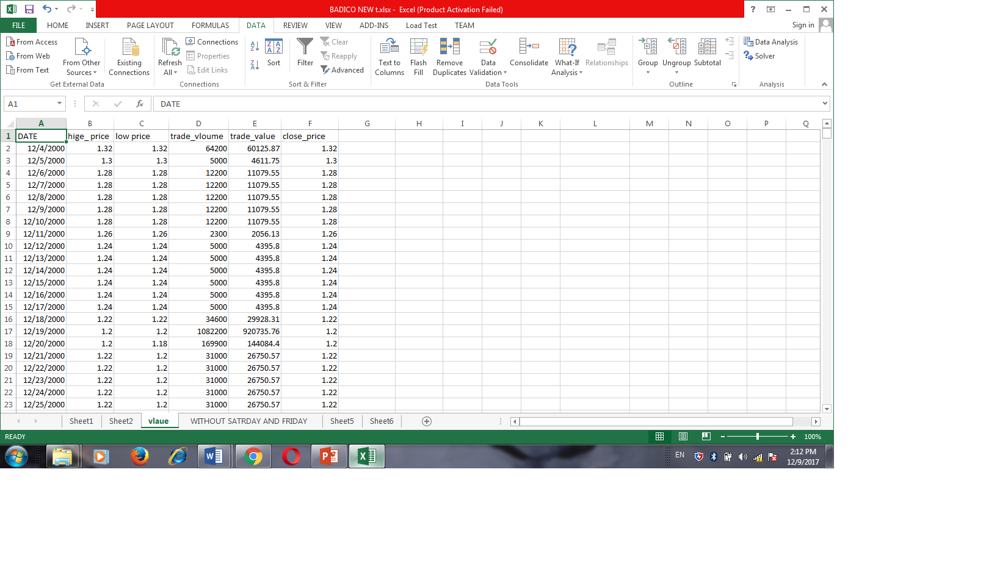 BADICO NEW t.xlsx - Excel (Product Activation Failed)
FILE HOME INSERT PAGE LAYOUT FORMULAS DATA REVIEW VIEW ADD-INS Load Test TEAM Sign in
From Access
From Web
From Text
From Other Sources
Existing Connections
Get External Data
Refresh All
Connections
Properties
Edit Links
Connections
Sort
Filter
Clear
Reapply
Advanced
Sort & Filter
Text to Columns
Flash Fill
Remove Duplicates
Data Validation
Consolidate
What-If Analysis
Relationships
Data Tools
Group
Ungroup
Subtotal
Outline
Data Analysis
Solver
Analysis
A1 fx DATE
A B C D E F G H I J K L M N O P Q
1 DATE hige_ price low price trade_vloume trade_value close_price
2 12/4/2000 1.32 1.32 64200 60125.87 1.32
3 12/5/2000 1.3 1.3 5000 4611.75 1.3
4 12/6/2000 1.28 1.28 12200 11079.55 1.28
5 12/7/2000 1.28 1.28 12200 11079.55 1.28
6 12/8/2000 1.28 1.28 12200 11079.55 1.28
7 12/9/2000 1.28 1.28 12200 11079.55 1.28
8 12/10/2000 1.28 1.28 12200 11079.55 1.28
9 12/11/2000 1.26 1.26 2300 2056.13 1.26
10 12/12/2000 1.24 1.24 5000 4395.8 1.24
11 12/13/2000 1.24 1.24 5000 4395.8 1.24
12 12/14/2000 1.24 1.24 5000 4395.8 1.24
13 12/15/2000 1.24 1.24 5000 4395.8 1.24
14 12/16/2000 1.24 1.24 5000 4395.8 1.24
15 12/17/2000 1.24 1.24 5000 4395.8 1.24
16 12/18/2000 1.22 1.22 34600 29928.31 1.22
17 12/19/2000 1.2 1.2 1082200 920735.76 1.2
18 12/20/2000 1.2 1.18 169900 144084.4 1.2
19 12/21/2000 1.22 1.2 31000 26750.57 1.22
20 12/22/2000 1.22 1.2 31000 26750.57 1.22
21 12/23/2000 1.22 1.2 31000 26750.57 1.22
22 12/24/2000 1.22 1.2 31000 26750.57 1.22
23 12/25/2000 1.22 1.2 31000 26750.57 1.22
Sheet1 Sheet2 vlaue WITHOUT SATRDAY AND FRIDAY Sheet5 Sheet6
READY 100%
EN 2:12 PM
12/9/2017